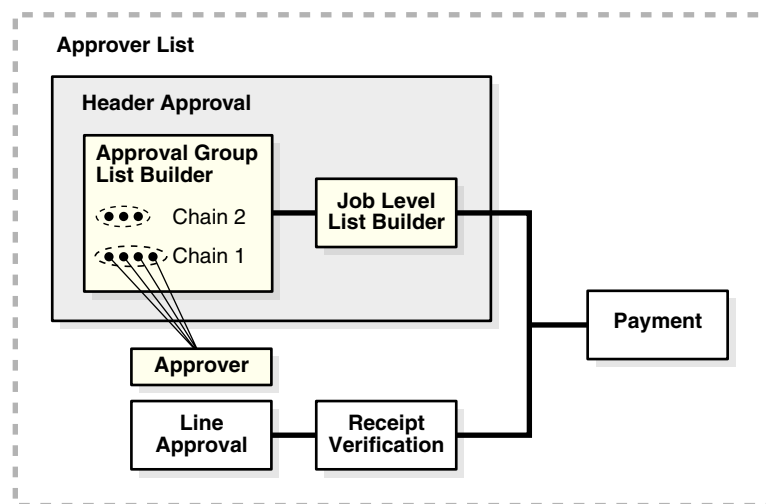 Approver List
Header Approval
Approval Group
List Builder
Chain 2
Chain 1
Job Level
List Builder
Payment
Approver
Line
Approval
Receipt
Verification